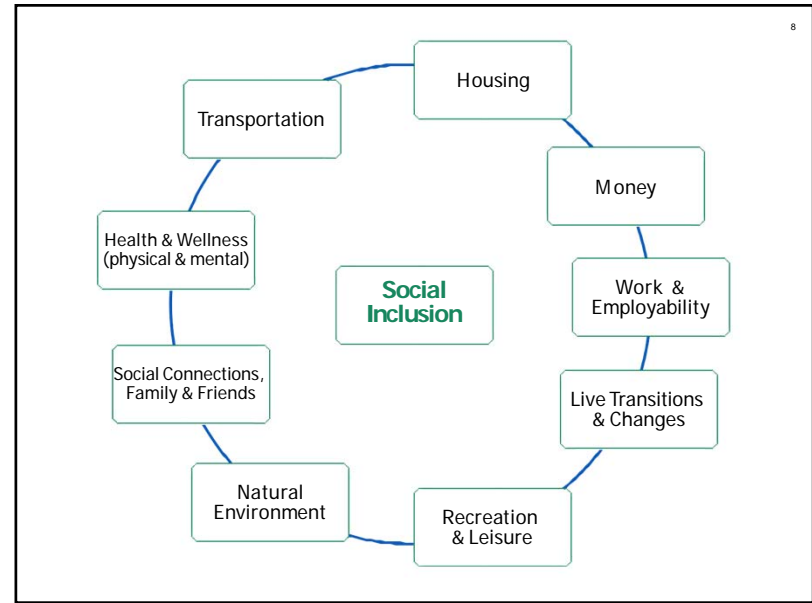 8
Housing
Transportation
Money
Health & Wellness
(physical & mental)
Social
Inclusion
Work &
Employability
Social Connections,
Family & Friends
Live Transitions
& Changes
Natural
Environment
Recreation
& Leisure